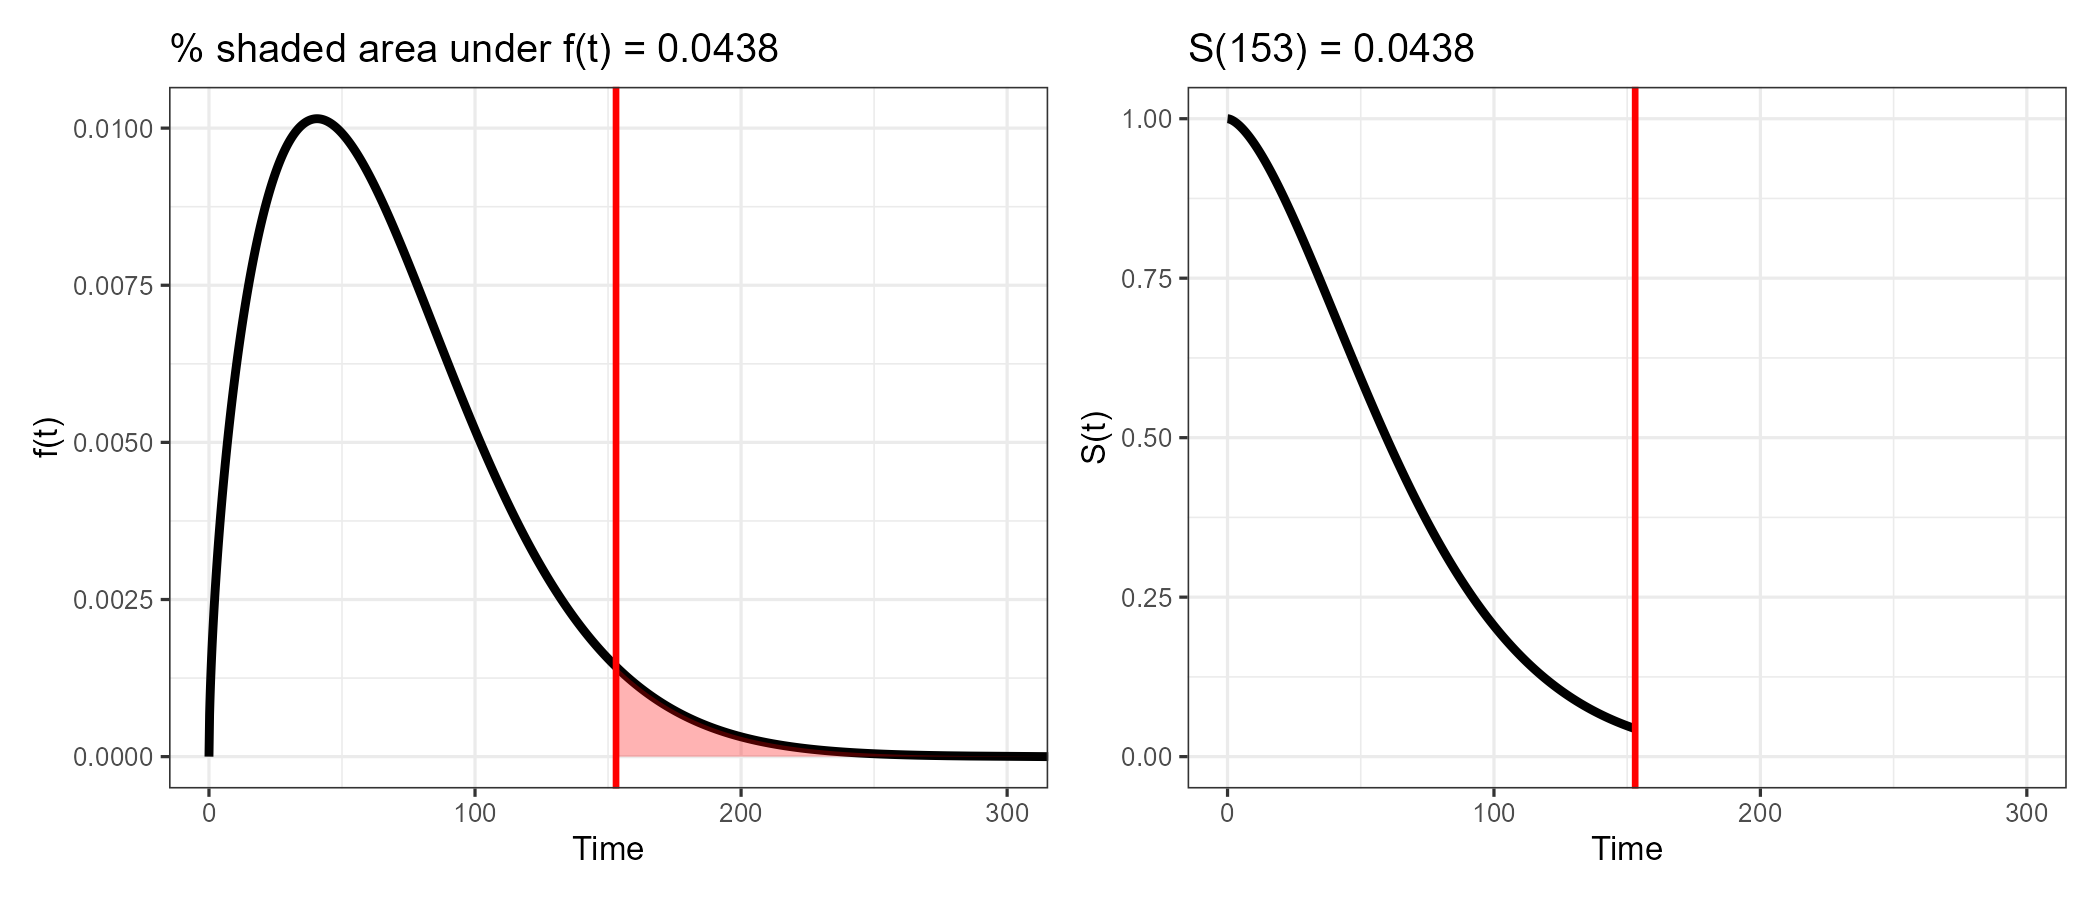 % shaded area under f(t) = 0.0438
f(t)
0.0100
0.0075
0.0050
0.0025
0.0000
0 100 200 300
Time
S(153) = 0.0438
S(t)
1.00
0.75
0.50
0.25
0.00
0 100 200 300
Time